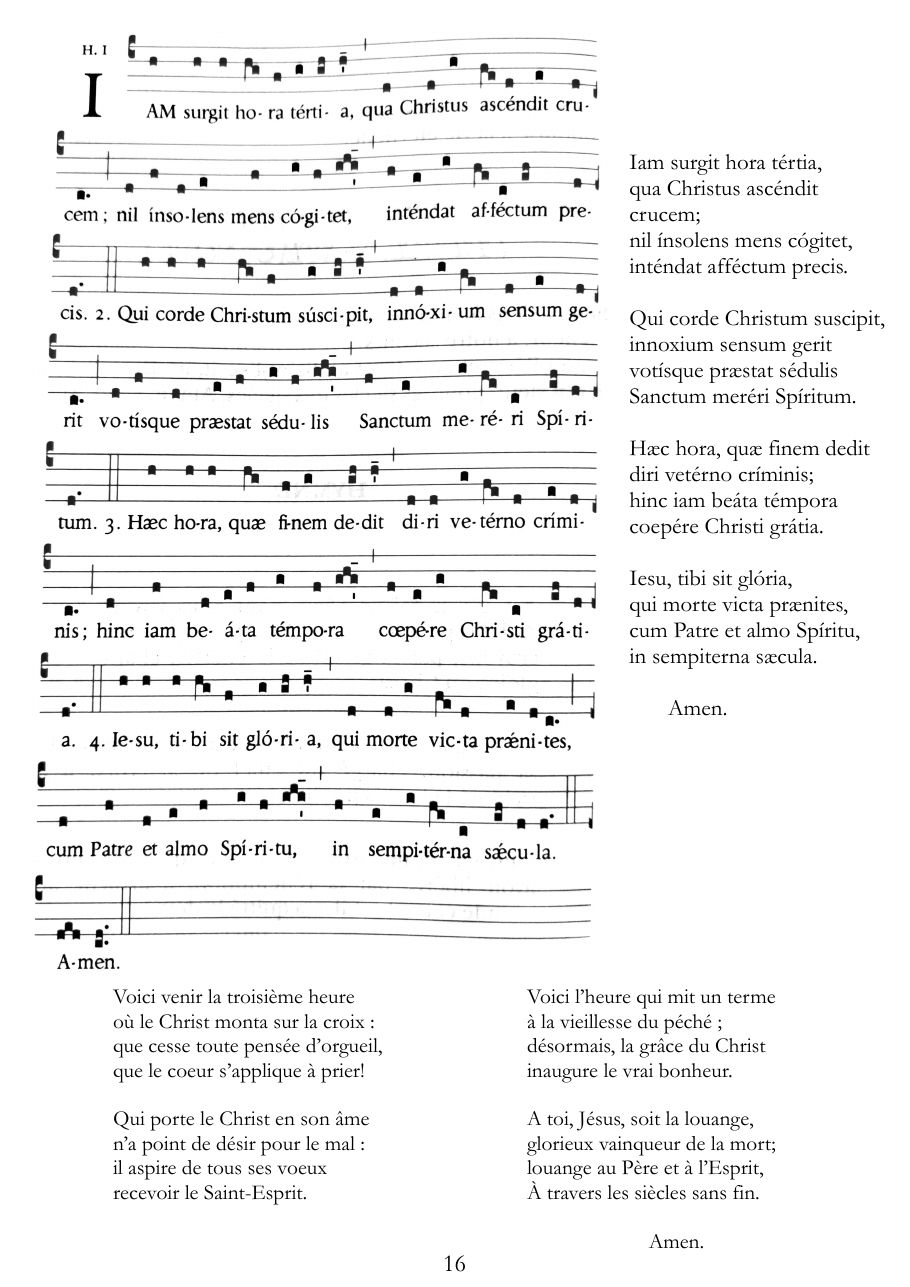 H. I
IAM surgit ho- ra térti- a, qua Christus ascéndit cru-
cem; nil ínso-lens mens có-gi-tet, inténdat af-féctum pre-
cis. 2. Qui corde Chri-stum súsci-pit, innó-xi- um sensum ge-
rit vo-tísque præstat sédu-lis Sanctum me-ré- ri Spí-ri-
tum. 3. Hæc ho-ra, quæ fi-nem de-dit di-ri ve-térno crími-
nis; hinc iam be- á-ta témpo-ra cœpé-re Chri-sti grá-ti-
a. 4. Ie-su, ti-bi sit gló-ri- a, qui morte vic-ta prǽni-tes,
cum Patre et almo Spí-ri-tu, in sempi-tér-na sǽcu-la.
A-men.
Iam surgit hora tértia,
qua Christus ascéndit
crucem;
nil ínsolens mens cógitet,
inténdat afféctum precis.
Qui corde Christum suscipit,
innoxium sensum gerit
votísque præstat sédulis
Sanctum meréri Spíritum.
Hæc hora, quæ finem dedit
diri vetérno críminis;
hinc iam beáta témpora
coepére Christi grátia.
Iesu, tibi sit glória,
qui morte victa prænites,
cum Patre et almo Spíritu,
in sempiterna sæcula.
Amen.
Voici venir la troisième heure
où le Christ monta sur la croix :
que cesse toute pensée d’orgueil,
que le coeur s’applique à prier!
Qui porte le Christ en son âme
n’a point de désir pour le mal :
il aspire de tous ses voeux
recevoir le Saint-Esprit.
Voici l’heure qui mit un terme
à la vieillesse du péché ;
désormais, la grâce du Christ
inaugure le vrai bonheur.
A toi, Jésus, soit la louange,
glorieux vainqueur de la mort;
louange au Père et à l’Esprit,
À travers les siècles sans fin.
Amen.
16